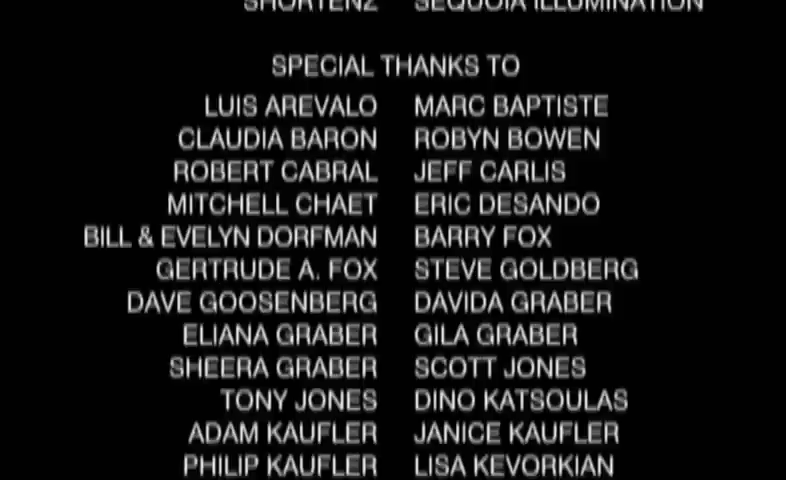 SHORTENZ SEQUOIA ILLUMINATION
SPECIAL THANKS TO
LUIS AREVALO MARC BAPTISTE
CLAUDIA BARON ROBYN BOWEN
ROBERT CABRAL JEFF CARLIS
MITCHELL CHAET ERIC DESANDO
BILL & EVELYN DORFMAN BARRY FOX
GERTRUDE A. FOX STEVE GOLDBERG
DAVE GOOSENBERG DAVIDA GRABER
ELIANA GRABER GILA GRABER
SHEERA GRABER SCOTT JONES
TONY JONES DINO KATSOULAS
ADAM KAUFLER JANICE KAUFLER
PHILIP KAUFLER LISA KEVORKIAN